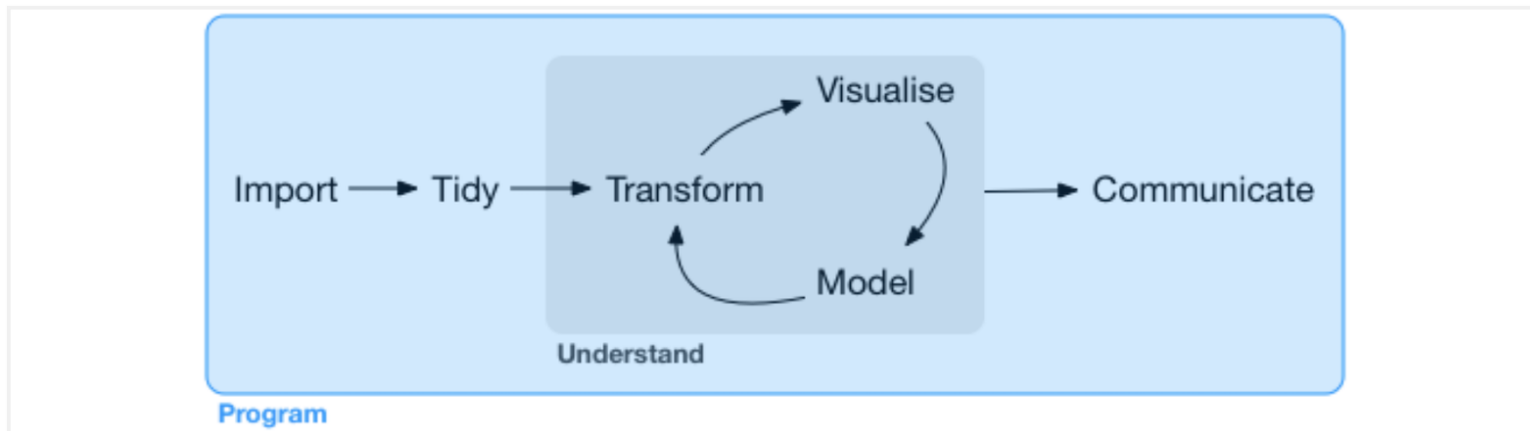 Visualise
Import Tidy Transform Communicate
Model
Understand
Program